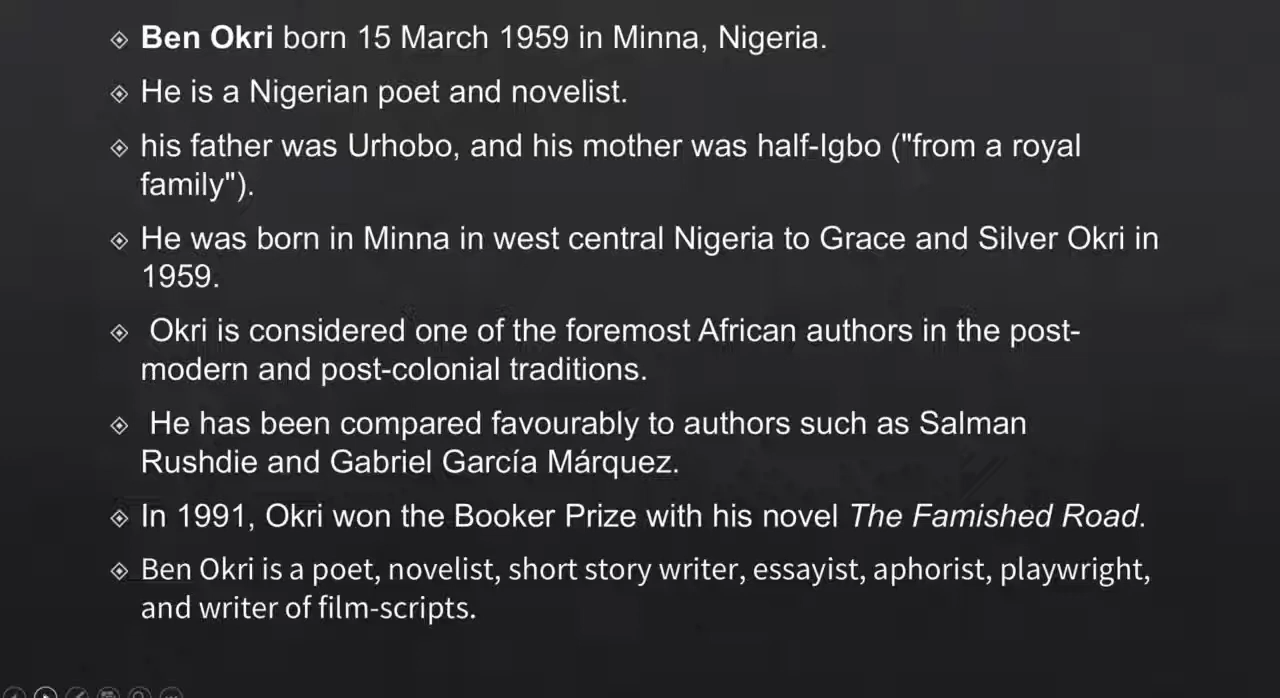 Ben Okri born 15 March 1959 in Minna, Nigeria.
He is a Nigerian poet and novelist.
his father was Urhobo, and his mother was half-Igbo ("from a royal
family").
He was born in Minna in west central Nigeria to Grace and Silver Okri in
1959.
Okri is considered one of the foremost African authors in the post-
modern and post-colonial traditions.
He has been compared favourably to authors such as Salman
Rushdie and Gabriel García Márquez.
In 1991, Okri won the Booker Prize with his novel The Famished Road.
Ben Okri is a poet, novelist, short story writer, essayist, aphorist, playwright,
and writer of film-scripts.